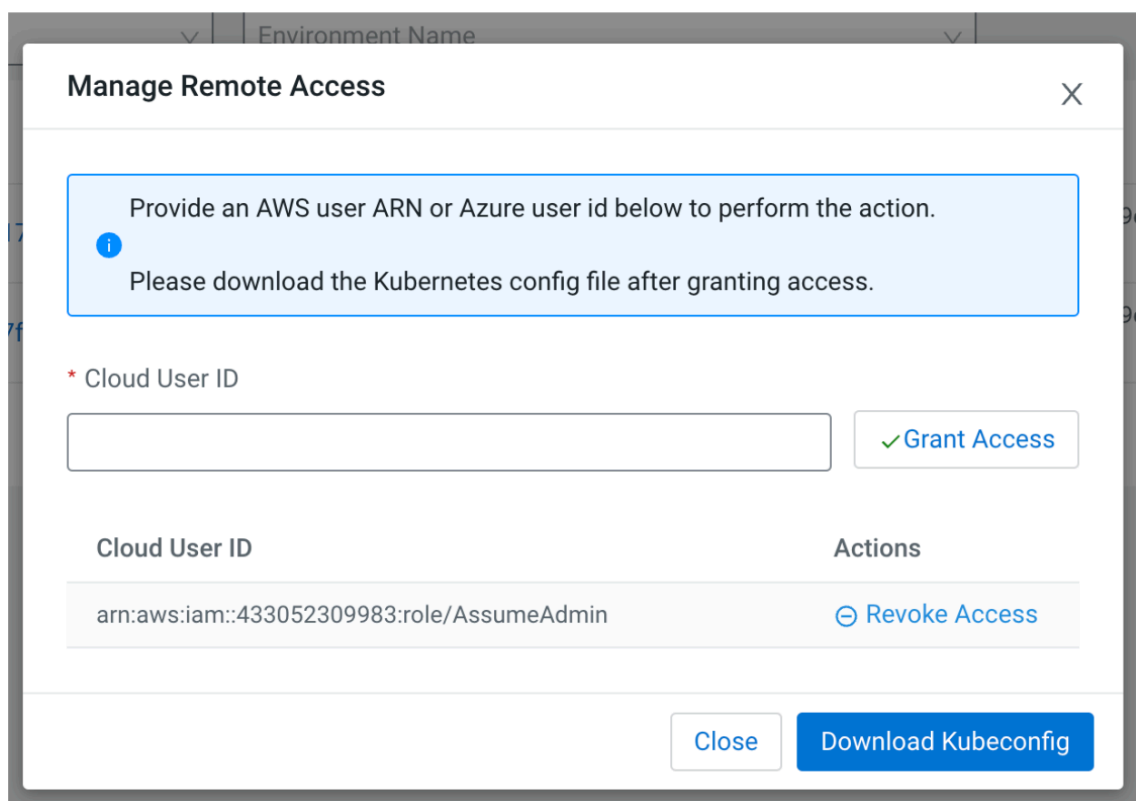 Environment Name
Manage Remote Access
Provide an AWS user ARN or Azure user id below to perform the action.
Please download the Kubernetes config file after granting access.
* Cloud User ID
Grant Access
Cloud User ID Actions
arn:aws:iam::433052309983:role/AssumeAdmin Revoke Access
Close Download Kubeconfig